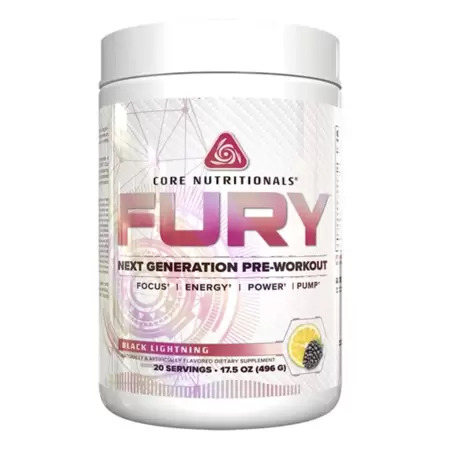 CORE NUTRITIONALS®
FURY
NEXT GENERATION PRE-WORKOUT
FOCUS† | ENERGY† | POWER† | PUMP†
BLACK LIGHTNING
NATURALLY & ARTIFICIALLY FLAVORED DIETARY SUPPLEMENT
20 SERVINGS • 17.5 OZ (496 G)